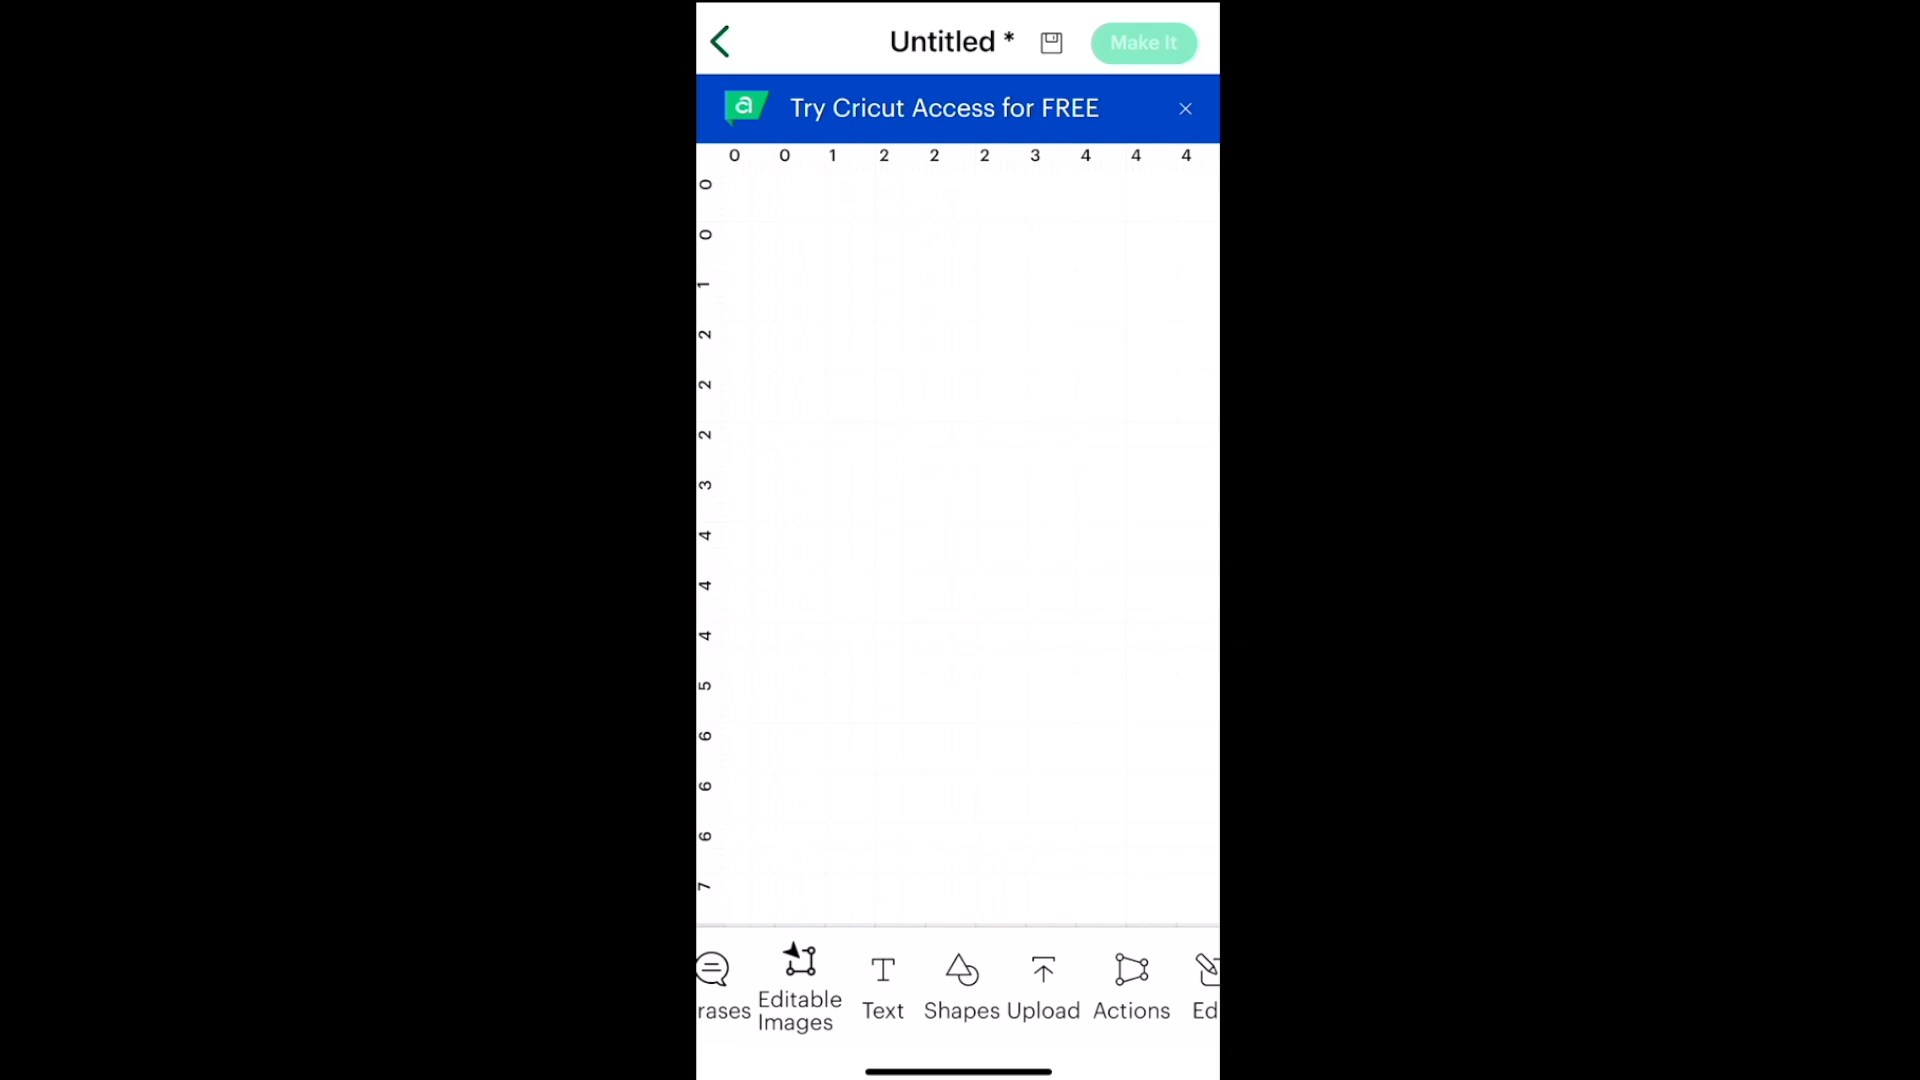 Untitled *
Make It
a Try Cricut Access for FREE
0 0 1 2 2 2 3 4 4 4
0
0
1
2
2
2
3
4
4
4
5
6
6
6
7
rases
Editable
Images
Text
Shapes
Upload
Actions
Ed